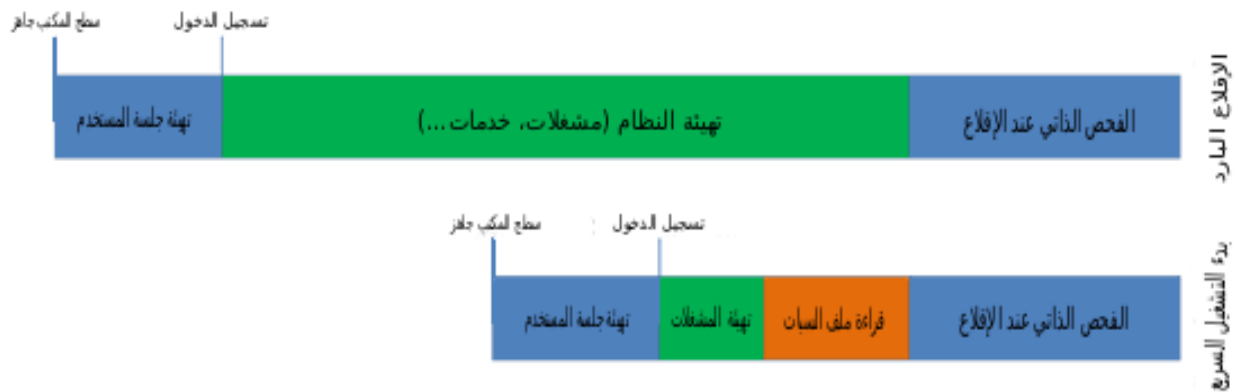 تسجيل الدخول
سطح المكتب جاهز
الإقلاع البارد
الفحص الذاتي عند الإقلاع
تهيئة النظام (مشغلات، خدمات...)
تهيئة جلسة المستخدم
تسجيل الدخول
سطح المكتب جاهز
بدء التشغيل السريع
الفحص الذاتي عند الإقلاع
قراءة ملف السبات
تهيئة المشغلات
تهيئة جلسة المستخدم